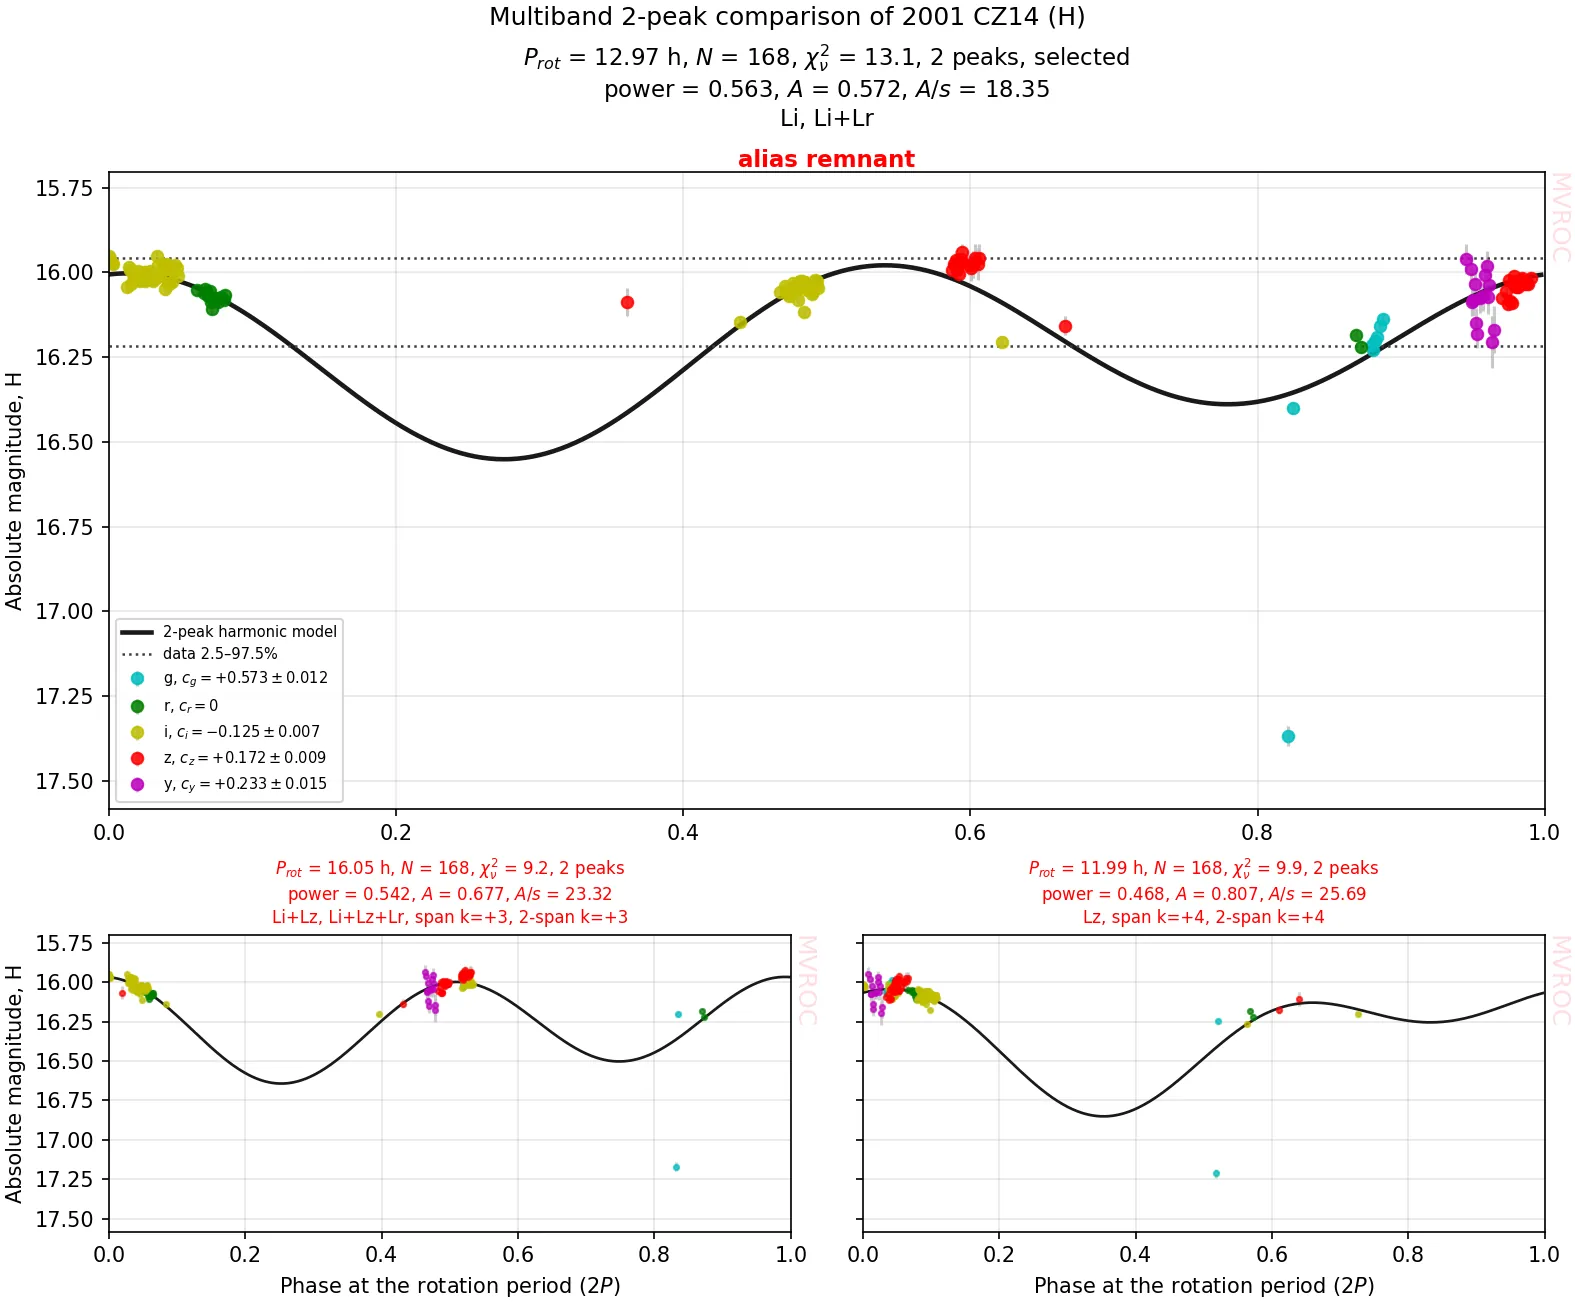 Multiband 2-peak comparison of 2001 CZ14 (H)
P_rot = 12.97 h, N = 168, χ²_ν = 13.1, 2 peaks, selected
power = 0.563, A = 0.572, A/s = 18.35
Li, Li+Lr
alias remnant
MVROC
Absolute magnitude, H
15.75
16.00
16.25
16.50
16.75
17.00
17.25
17.50
2-peak harmonic model
data 2.5–97.5%
g, c_g = +0.573 ± 0.012
r, c_r = 0
i, c_i = −0.125 ± 0.007
z, c_z = +0.172 ± 0.009
y, c_y = +0.233 ± 0.015
0.0 0.2 0.4 0.6 0.8 1.0
P_rot = 16.05 h, N = 168, χ²_ν = 9.2, 2 peaks
power = 0.542, A = 0.677, A/s = 23.32
Li+Lz, Li+Lz+Lr, span k=+3, 2-span k=+3
MVROC
Absolute magnitude, H
15.75
16.00
16.25
16.50
16.75
17.00
17.25
17.50
0.0 0.2 0.4 0.6 0.8 1.0
Phase at the rotation period (2P)
P_rot = 11.99 h, N = 168, χ²_ν = 9.9, 2 peaks
power = 0.468, A = 0.807, A/s = 25.69
Lz, span k=+4, 2-span k=+4
MVROC
0.0 0.2 0.4 0.6 0.8 1.0
Phase at the rotation period (2P)